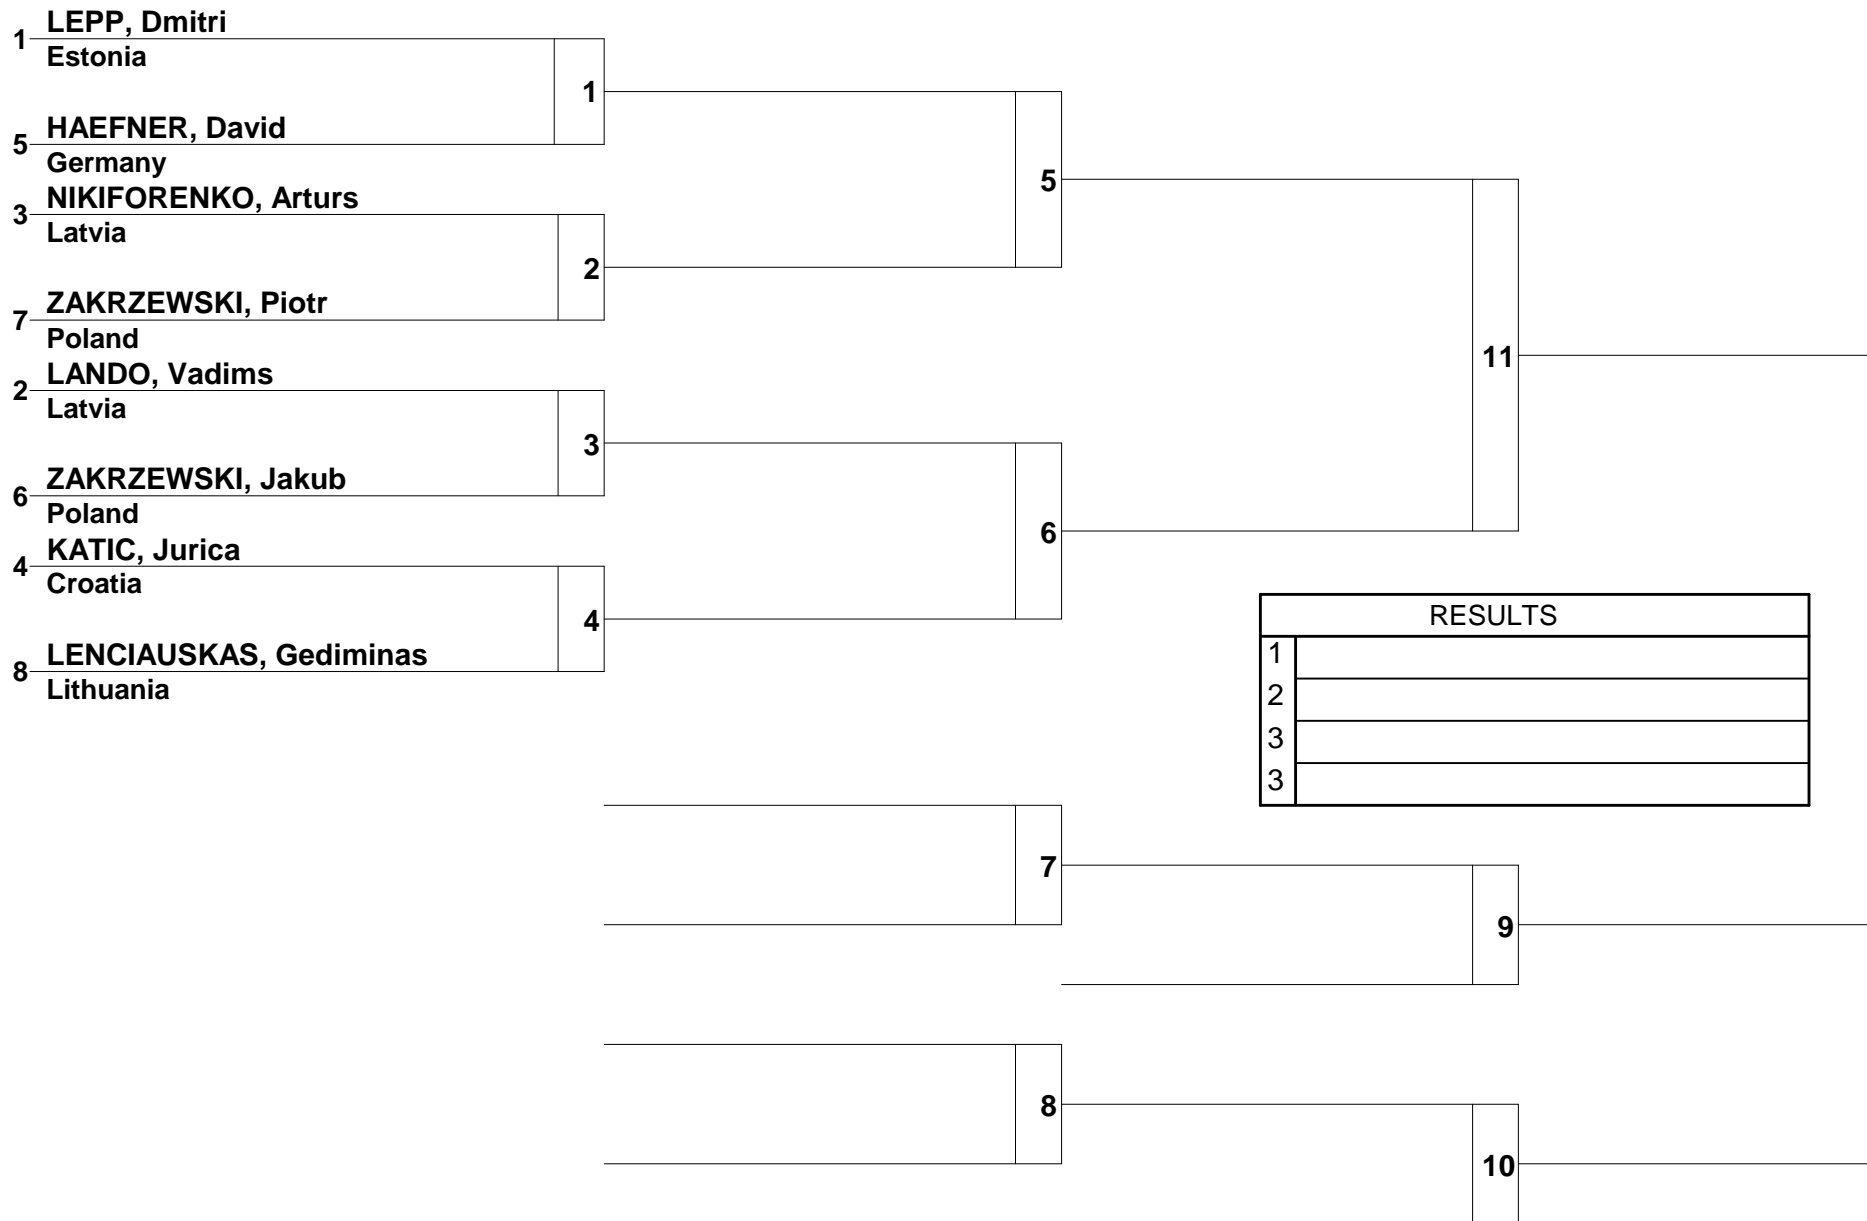 1 LEPP, Dmitri
Estonia
1
5 HAEFNER, David
Germany
3 NIKIFORENKO, Arturs
Latvia
2
7 ZAKRZEWSKI, Piotr
Poland
5
2 LANDO, Vadims
Latvia
3
6 ZAKRZEWSKI, Jakub
Poland
4 KATIC, Jurica
Croatia
4
8 LENCIAUSKAS, Gediminas
Lithuania
6
11
RESULTS
1
2
3
3
7
9
8
10